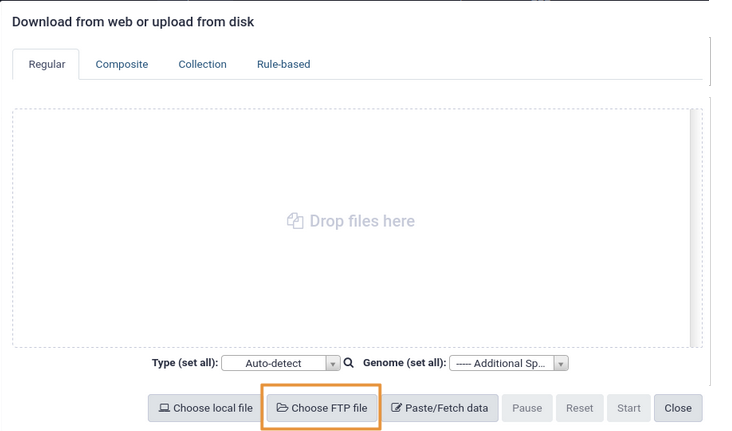 Download from web or upload from disk
Regular Composite Collection Rule-based
Drop files here
Type (set all): Auto-detect Genome (set all): ----- Additional Sp...
Choose local file Choose FTP file Paste/Fetch data Pause Reset Start Close